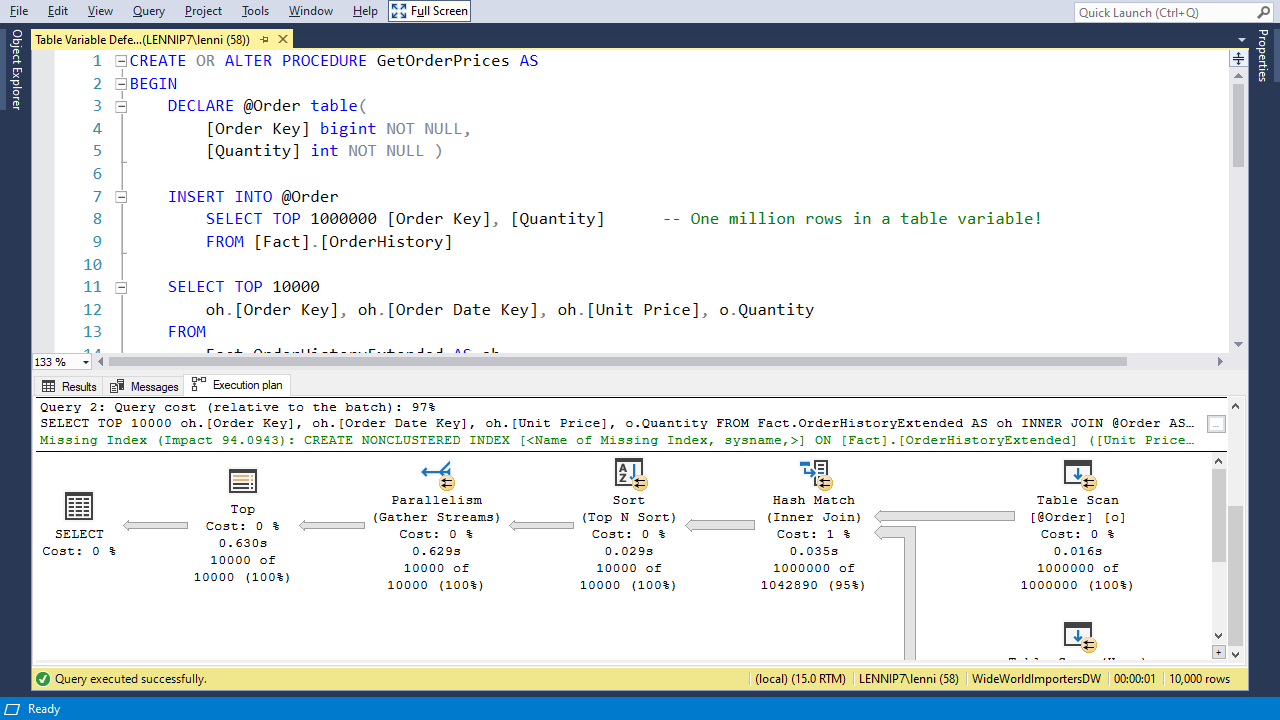 File Edit View Query Project Tools Window Help Full Screen
Quick Launch (Ctrl+Q)
Object Explorer
Table Variable Defe...(LENNIP7\lenni (58))
Properties
1 CREATE OR ALTER PROCEDURE GetOrderPrices AS
2 BEGIN
3 DECLARE @Order table(
4 [Order Key] bigint NOT NULL,
5 [Quantity] int NOT NULL )
6
7 INSERT INTO @Order
8 SELECT TOP 1000000 [Order Key], [Quantity] -- One million rows in a table variable!
9 FROM [Fact].[OrderHistory]
10
11 SELECT TOP 10000
12 oh.[Order Key], oh.[Order Date Key], oh.[Unit Price], o.Quantity
13 FROM
14 Fact.OrderHistoryExtended AS oh
133 %
Results Messages Execution plan
Query 2: Query cost (relative to the batch): 97%
SELECT TOP 10000 oh.[Order Key], oh.[Order Date Key], oh.[Unit Price], o.Quantity FROM Fact.OrderHistoryExtended AS oh INNER JOIN @Order AS...
Missing Index (Impact 94.0943): CREATE NONCLUSTERED INDEX [<Name of Missing Index, sysname,>] ON [Fact].[OrderHistoryExtended] ([Unit Price...
SELECT
Cost: 0 %
Top
Cost: 0 %
0.630s
10000 of
10000 (100%)
Parallelism
(Gather Streams)
Cost: 0 %
0.629s
10000 of
10000 (100%)
Sort
(Top N Sort)
Cost: 0 %
0.029s
10000 of
10000 (100%)
Hash Match
(Inner Join)
Cost: 1 %
0.035s
1000000 of
1042890 (95%)
Table Scan
[@Order] [o]
Cost: 0 %
0.016s
1000000 of
1000000 (100%)
Query executed successfully.
(local) (15.0 RTM) LENNIP7\lenni (58) WideWorldImportersDW 00:00:01 10,000 rows
Ready